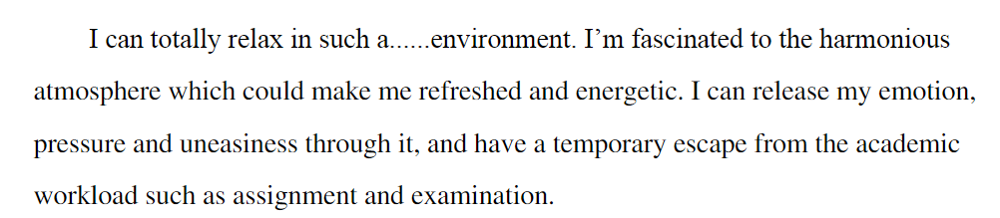 I can totally relax in such a......environment. I’m fascinated to the harmonious
atmosphere which could make me refreshed and energetic. I can release my emotion,
pressure and uneasiness through it, and have a temporary escape from the academic
workload such as assignment and examination.